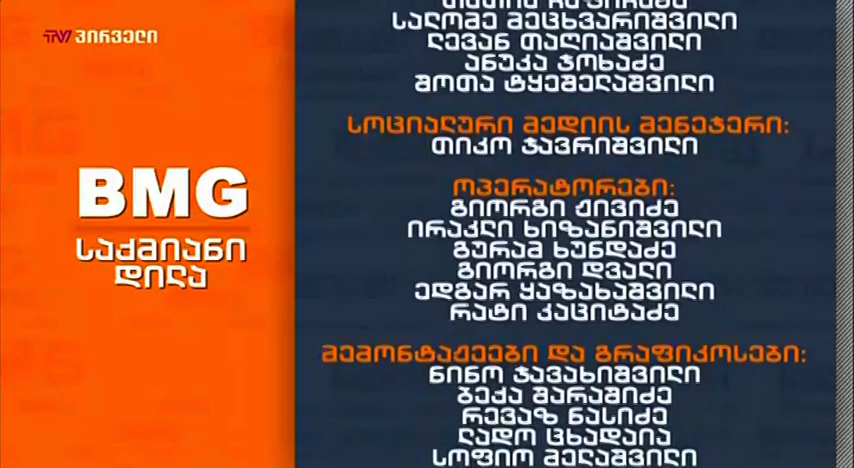 TV პირველი
BMG
საქმიანი
დილა
სალომე მეცხვარიშვილი
ლევან თალიაშვილი
ანუკა ჯოხაძე
შოთა ტყეშელაშვილი
სოციალური მედიის მენეჯერი:
თიკო ჯავრიშვილი
ოპერატორები:
გიორგი ჟივიძე
ირაკლი ხიზანიშვილი
გურამ ხუნდაძე
გიორგი დვალი
ედგარ ყაზახაშვილი
რატი კაციტაძე
მემონტაჟეები და გრაფიკოსები:
ნინო ჯავახიშვილი
ბექა შარაშიძე
რევაზ ნასიძე
ლადო ცხადაია
სოფიო მელაშვილი